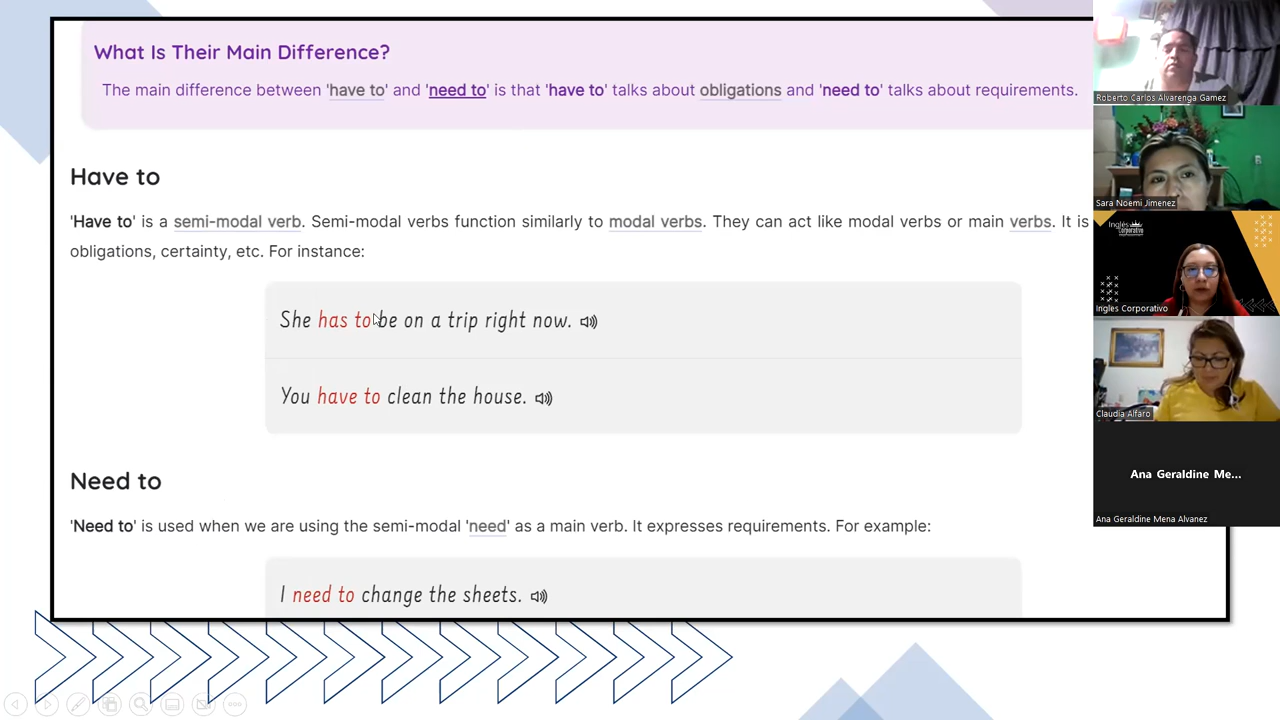 What Is Their Main Difference?
The main difference between 'have to' and 'need to' is that 'have to' talks about obligations and 'need to' talks about requirements.
Have to
'Have to' is a semi-modal verb. Semi-modal verbs function similarly to modal verbs. They can act like modal verbs or main verbs. It is
obligations, certainty, etc. For instance:
She has to be on a trip right now.
You have to clean the house.
Need to
'Need to' is used when we are using the semi-modal 'need' as a main verb. It expresses requirements. For example:
I need to change the sheets.
Roberto Carlos Alvarenga Gamez
Sara Noemi Jimenez
Inglés
Corporativo
Ingles Corporativo
Claudia Alfaro
Ana Geraldine Me...
Ana Geraldine Mena Alvanez